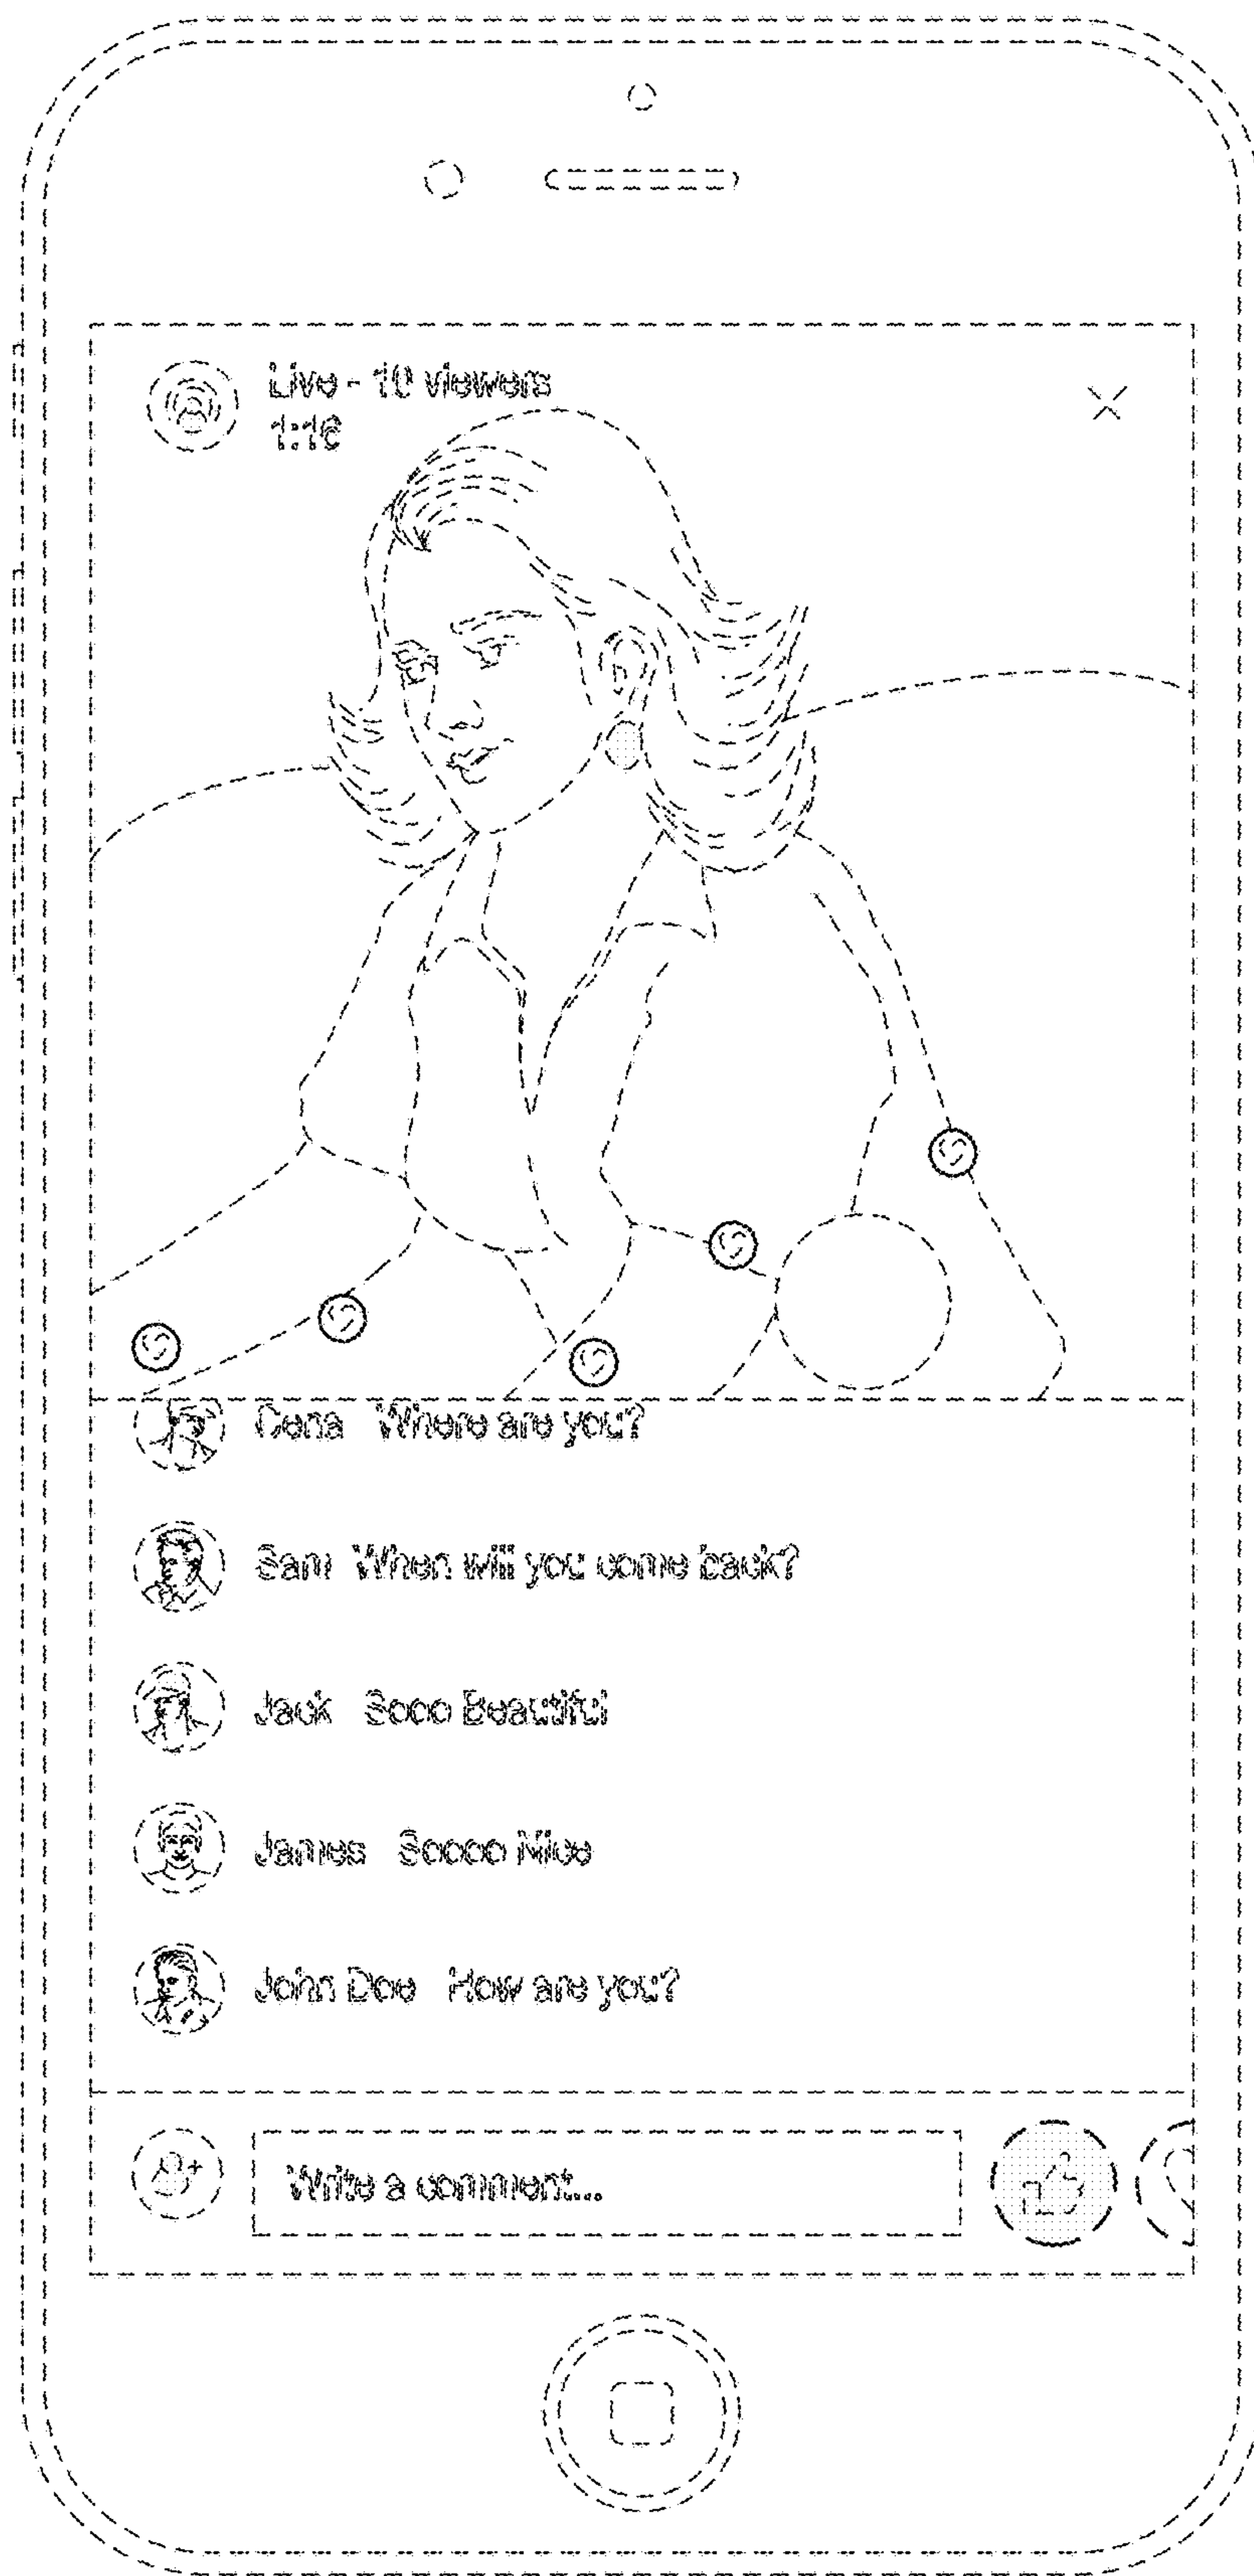 Live - 10 viewers
1:16
Dena Where are you?
Sam When will you come back?
Jack Sooo Beautiful
James Soooo Nice
John Doe How are you?
Write a comment...